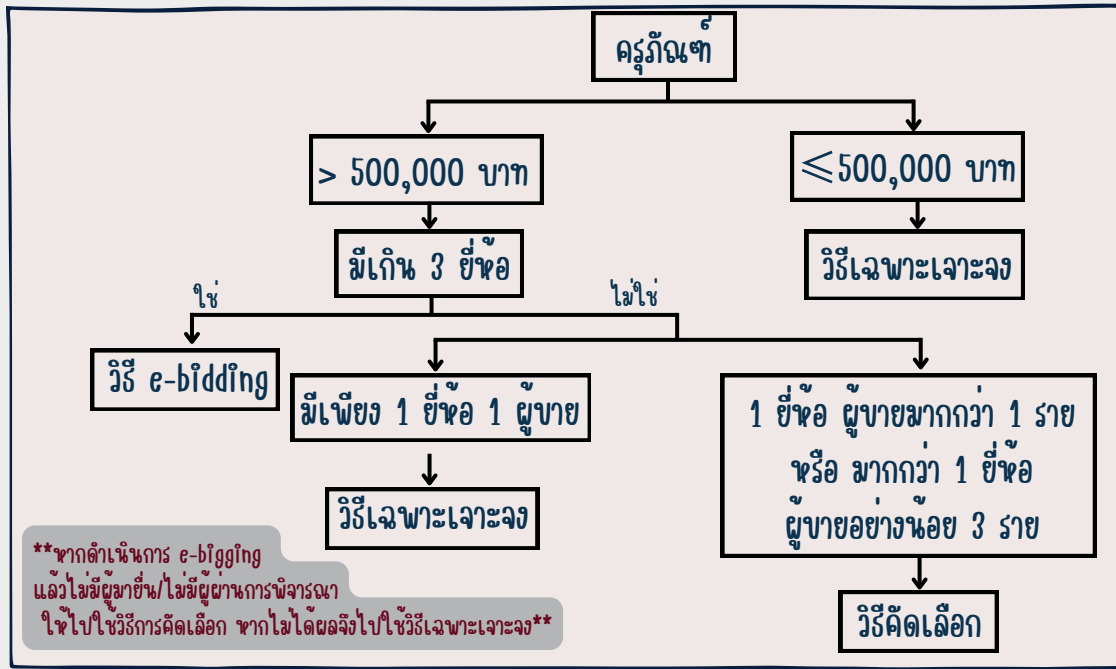 ครุภัณฑ์
> 500,000 บาท
≤500,000 บาท
มีเกิน 3 ยี่ห้อ
วิธีเฉพาะเจาะจง
ใช่
ไม่ใช่
วิธี e-bidding
มีเพียง 1 ยี่ห้อ 1 ผู้ขาย
1 ยี่ห้อ ผู้ขายมากกว่า 1 ราย
หรือ มากกว่า 1 ยี่ห้อ
ผู้ขายอย่างน้อย 3 ราย
วิธีเฉพาะเจาะจง
วิธีคัดเลือก
**หากดำเนินการ e-bigging
แล้วไม่มีผู้มายื่น/ไม่มีผู้ผ่านการพิจารณา
ให้ไปใช้วิธีการคัดเลือก หากไม่ได้ผลจึงไปใช้วิธีเฉพาะเจาะจง**